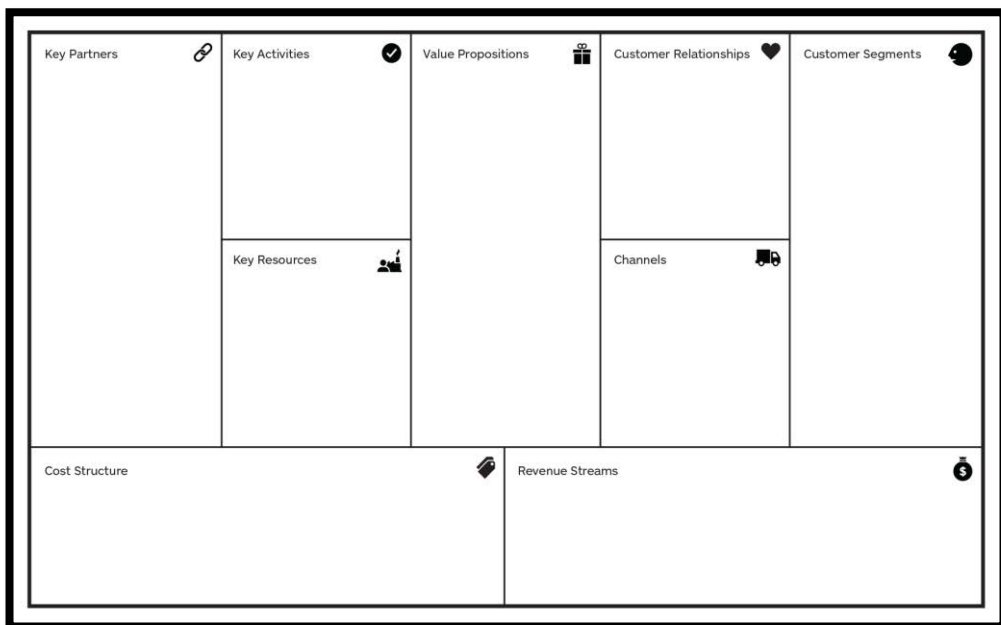 Key Partners
Key Activities
Value Propositions
Customer Relationships
Customer Segments
Key Resources
Channels
Cost Structure
Revenue Streams
$